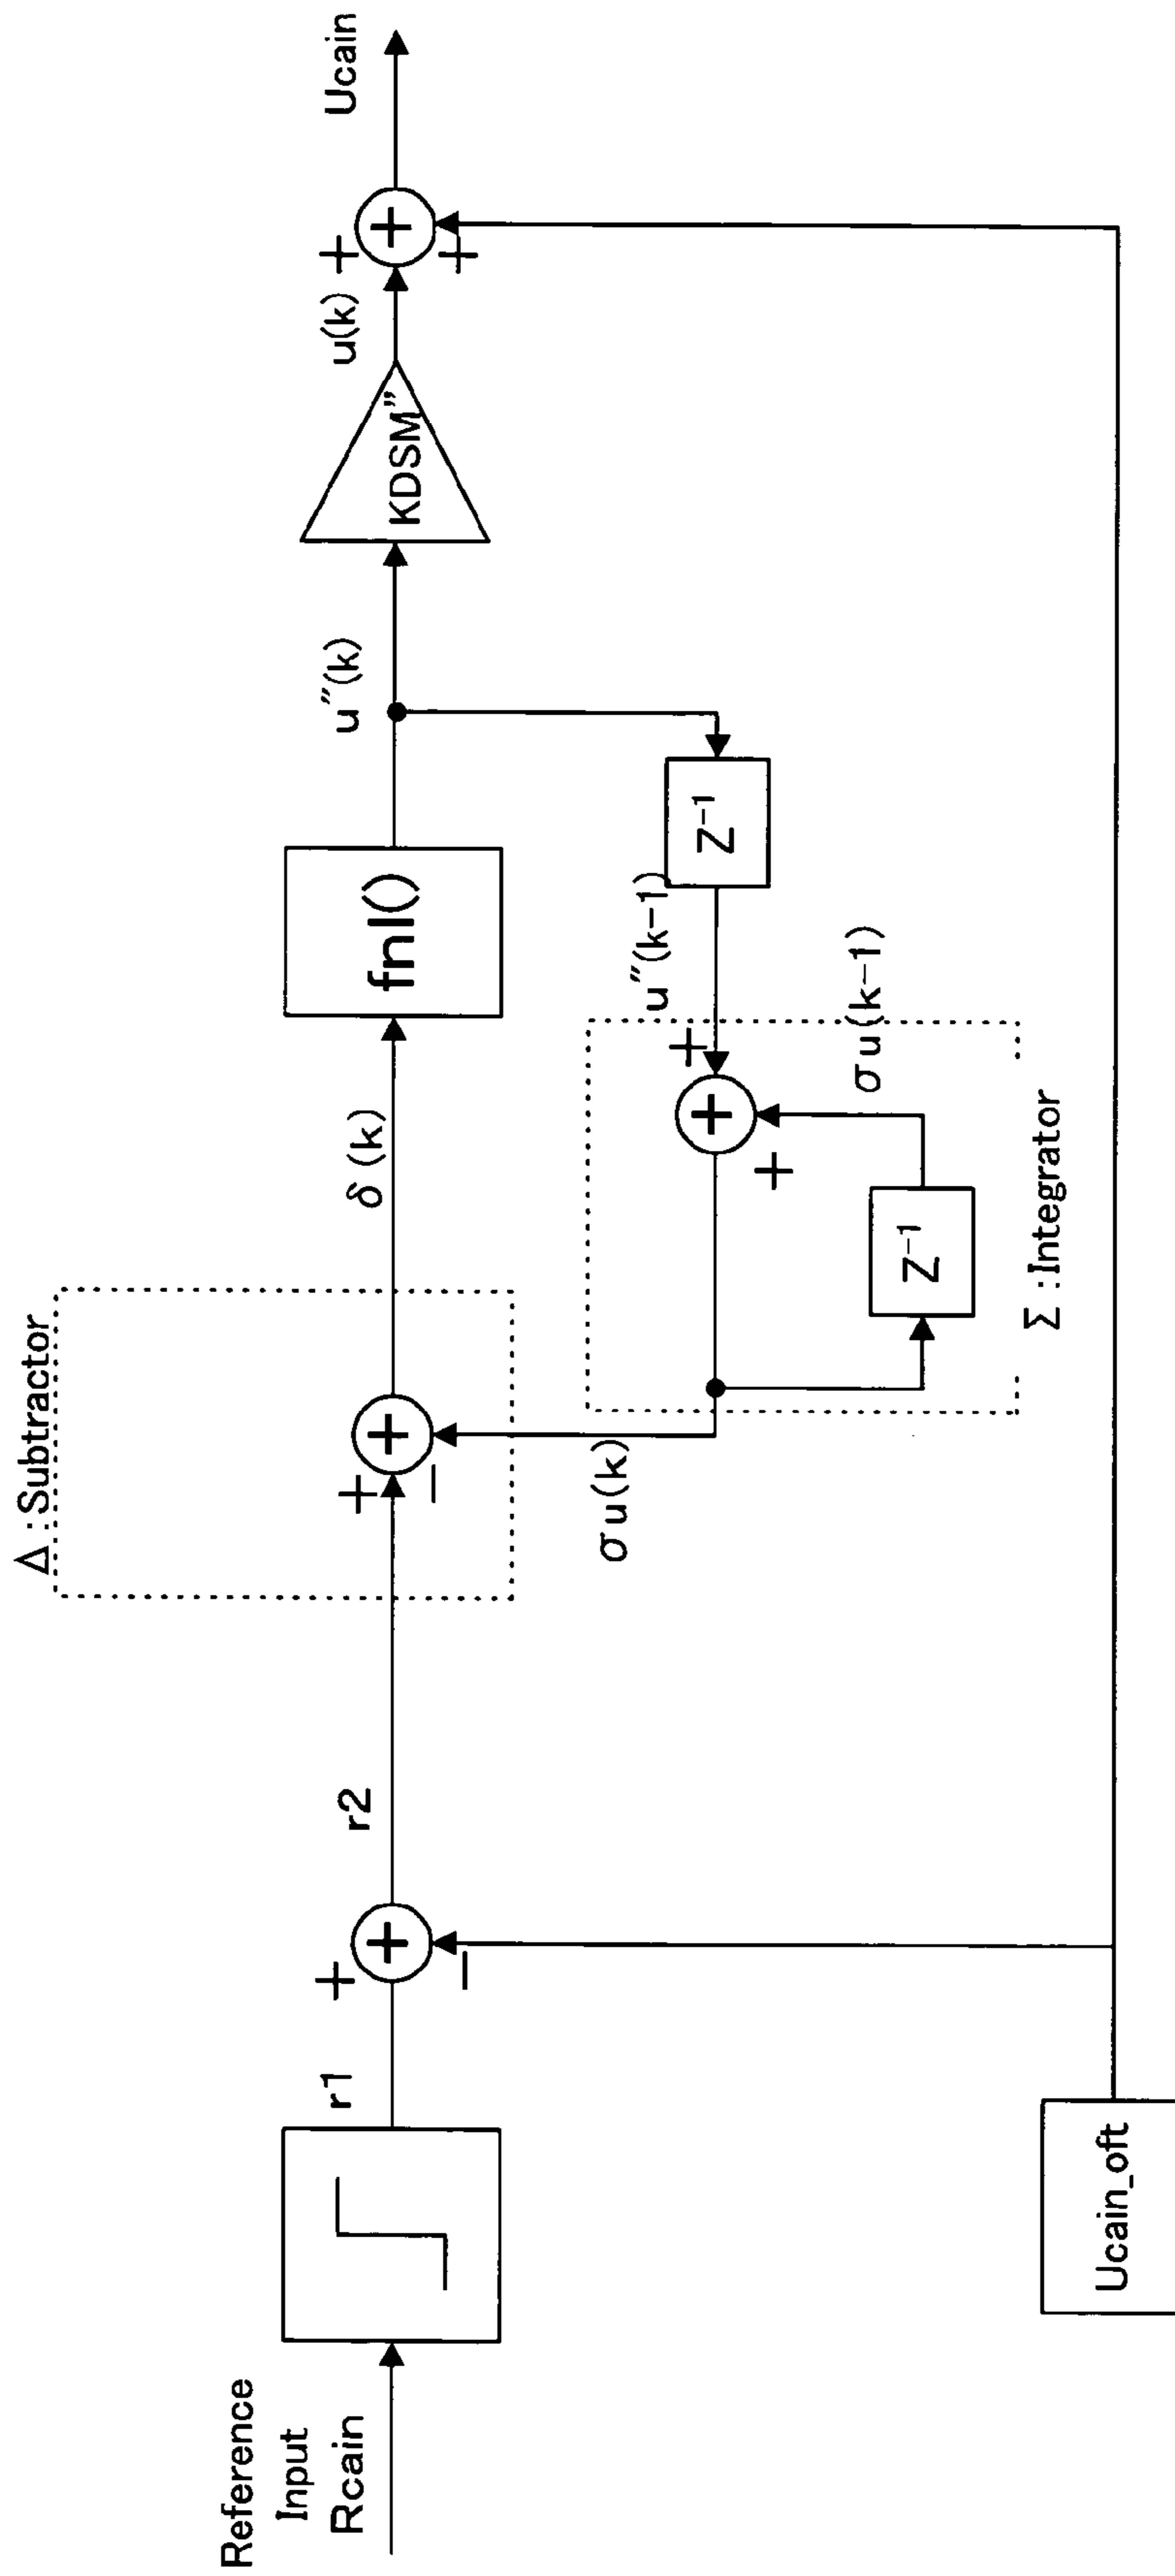 Reference
Input
Rcain
r1
+
+
−
r2
Δ :Subtractor
+
+
−
δ (k)
fnl()
u″(k)
KDSM″
u(k)
+
+
+
Ucain
σu(k)
Z⁻¹
u″(k−1)
+
+
+
σu(k−1)
Z⁻¹
Σ :Integrator
Ucain_oft